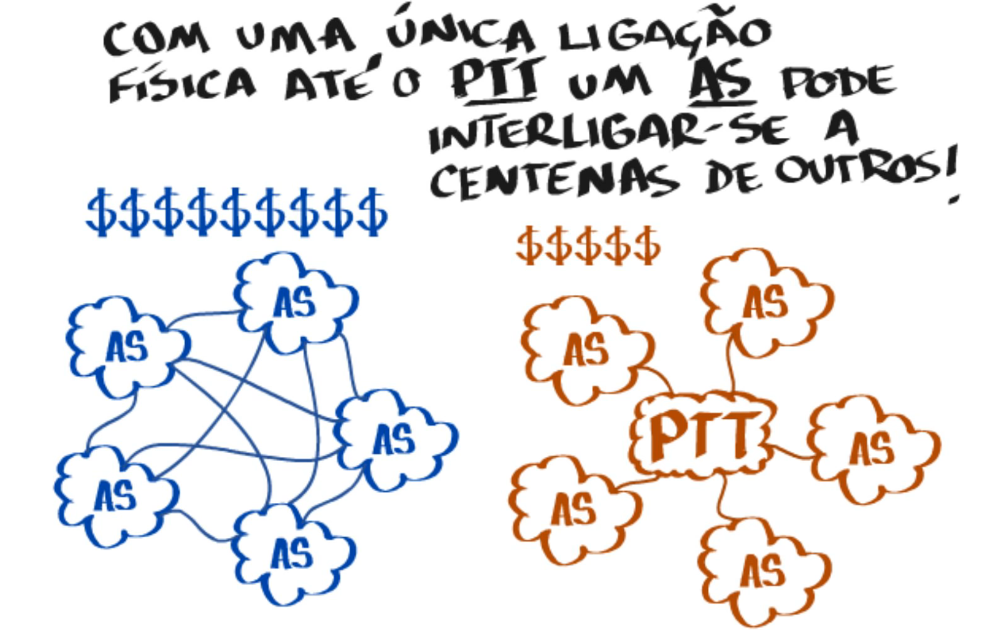 COM UMA ÚNICA LIGAÇÃO
FÍSICA ATÉ O PTT UM AS PODE
INTERLIGAR-SE A
CENTENAS DE OUTROS!
$$$$$$$$$
$$$$$
AS
AS
AS
AS
AS
AS
AS
PTT
AS
AS
AS